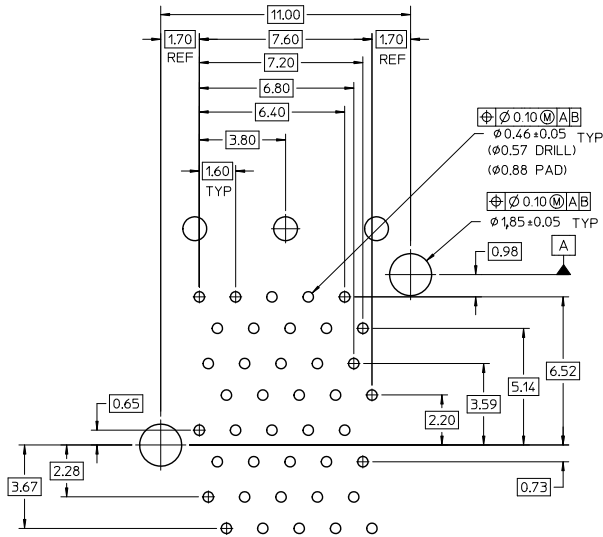 11.00
1.70 7.60 1.70
REF REF
7.20
6.80
6.40
3.80
1.60
TYP
⌖ Ø 0.10 Ⓜ A B
Ø0.46±0.05 TYP
(Ø0.57 DRILL)
(Ø0.88 PAD)
⌖ Ø 0.10 Ⓜ A B
Ø1,85±0.05 TYP
A
0.98
6.52
5.14
3.59
2.20
0.65
2.28
3.67
0.73